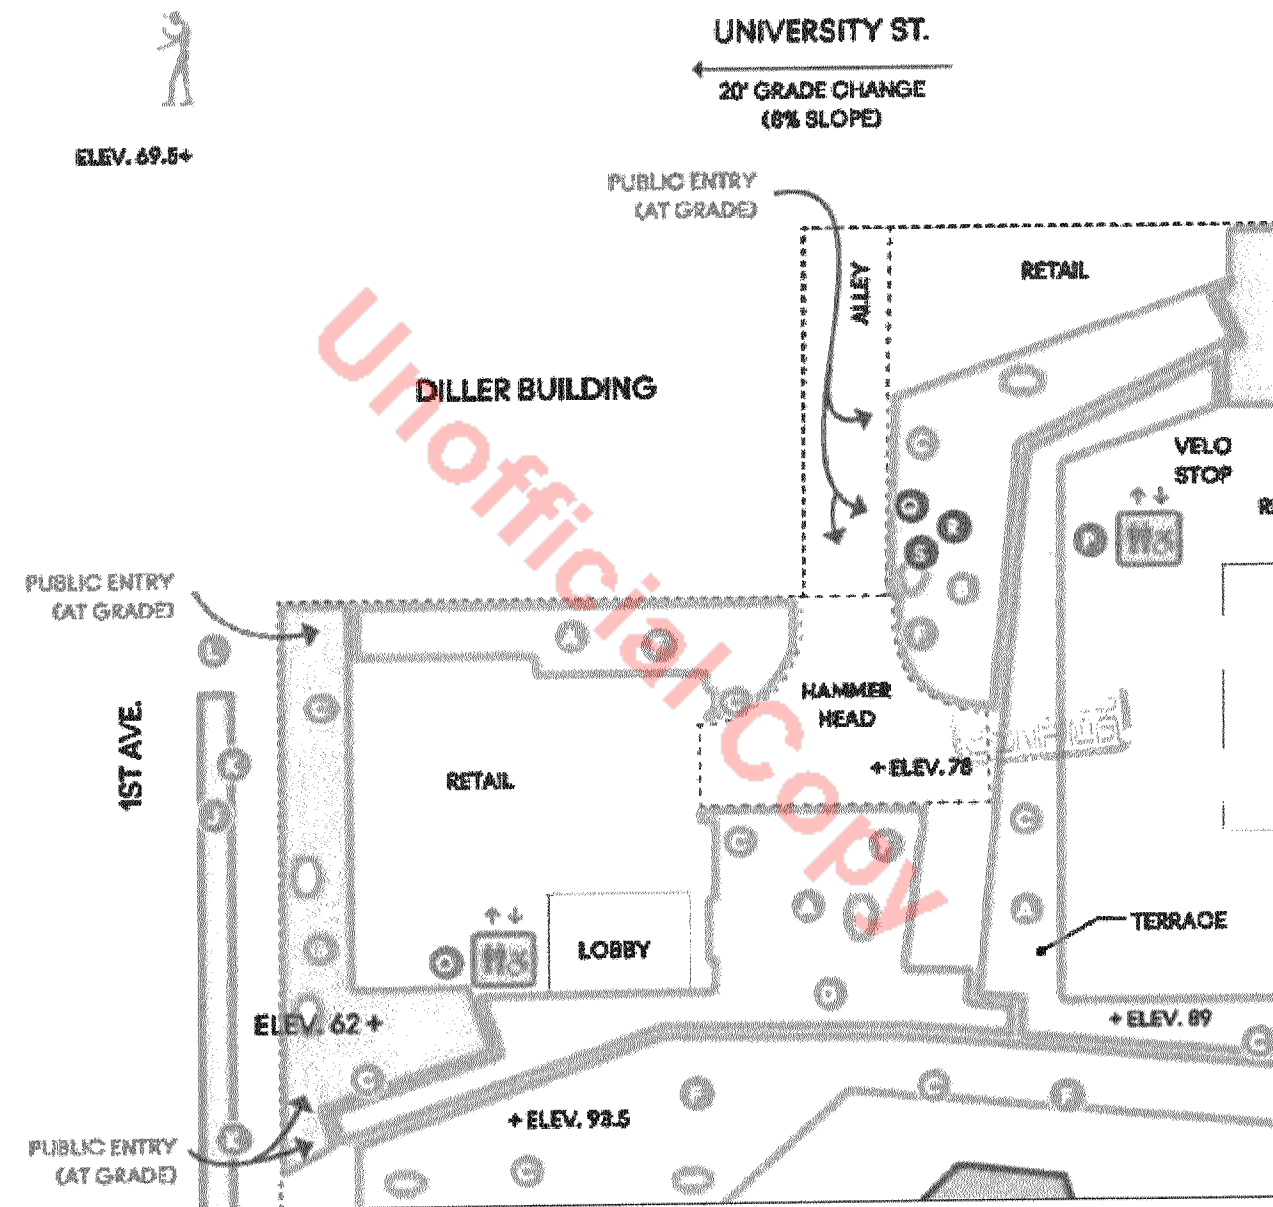 UNIVERSITY ST.
20' GRADE CHANGE
(8% SLOPE)
ELEV. 69.5+
PUBLIC ENTRY
(AT GRADE)
RETAIL
ALLEY
DILLER BUILDING
VELO
STOP
PUBLIC ENTRY
(AT GRADE)
HAMMER
HEAD
1ST AVE.
RETAIL
+ ELEV. 78
LOBBY
TERRACE
ELEV. 62 +
+ ELEV. 89
+ ELEV. 93.5
PUBLIC ENTRY
(AT GRADE)
Unofficial Copy